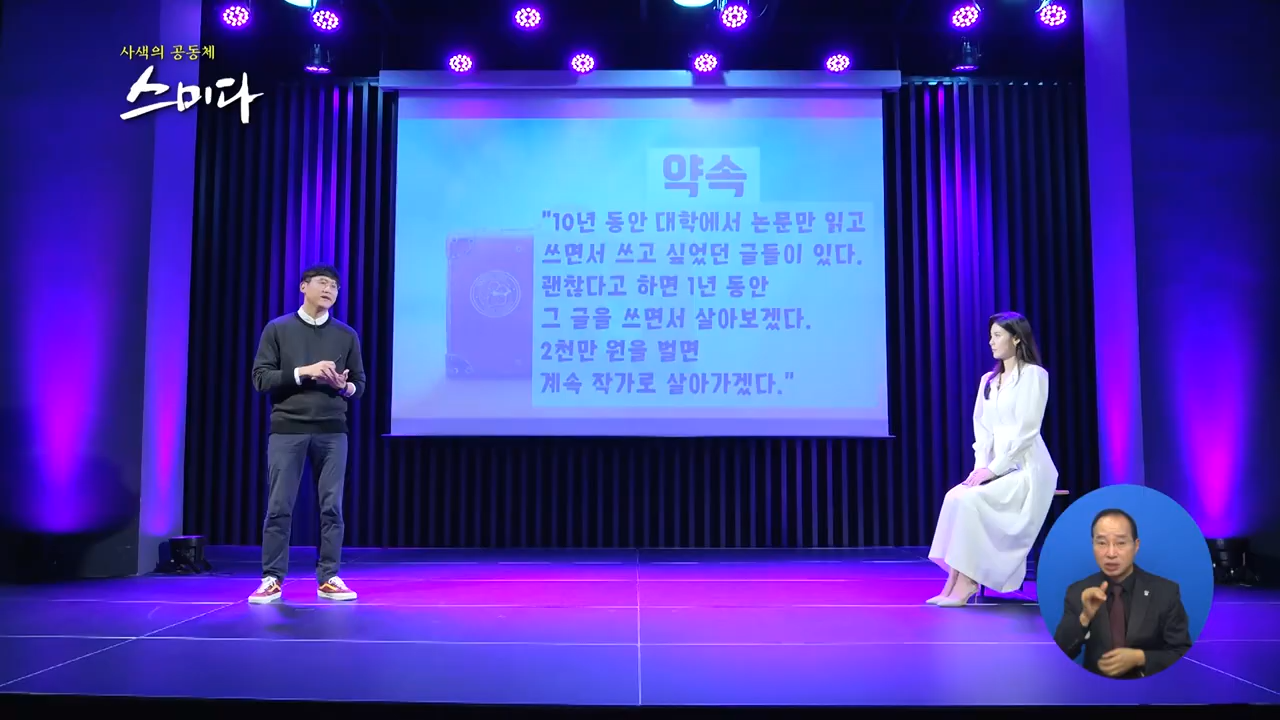 사색의 공동체
스미다
약속
"10년 동안 대학에서 논문만 읽고
쓰면서 쓰고 싶었던 글들이 있다.
괜찮다고 하면 1년 동안
그 글을 쓰면서 살아보겠다.
2천만 원을 벌면
계속 작가로 살아가겠다."